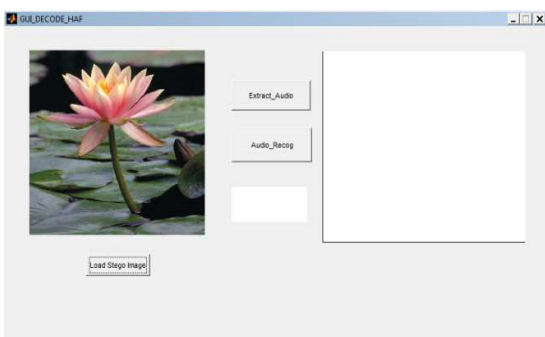 GUI_DECODE_HAF
Extract_Audio
Audio_Recog
Load Stego Image